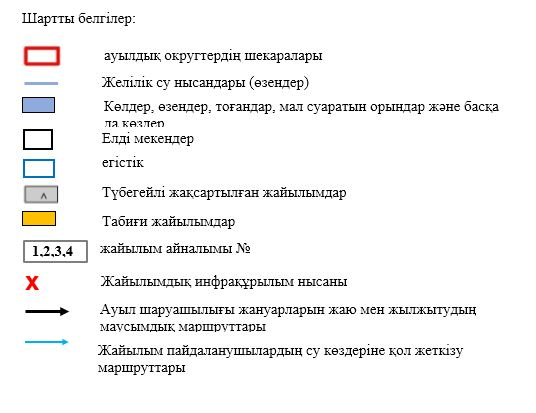 Шартты белгілер:
ауылдық округтердің шекаралары
Желілік су нысандары (өзендер)
Көлдер, өзендер, тоғандар, мал суаратын орындар және басқа
да көздер
Елді мекендер
егістік
^ Түбегейлі жақсартылған жайылымдар
Табиғи жайылымдар
1,2,3,4 жайылым айналымы №
X Жайылымдық инфрақұрылым нысаны
Ауыл шаруашылығы жануарларын жаю мен жылжытудың
маусымдық маршруттары
Жайылым пайдаланушылардың су көздеріне қол жеткізу
маршруттары